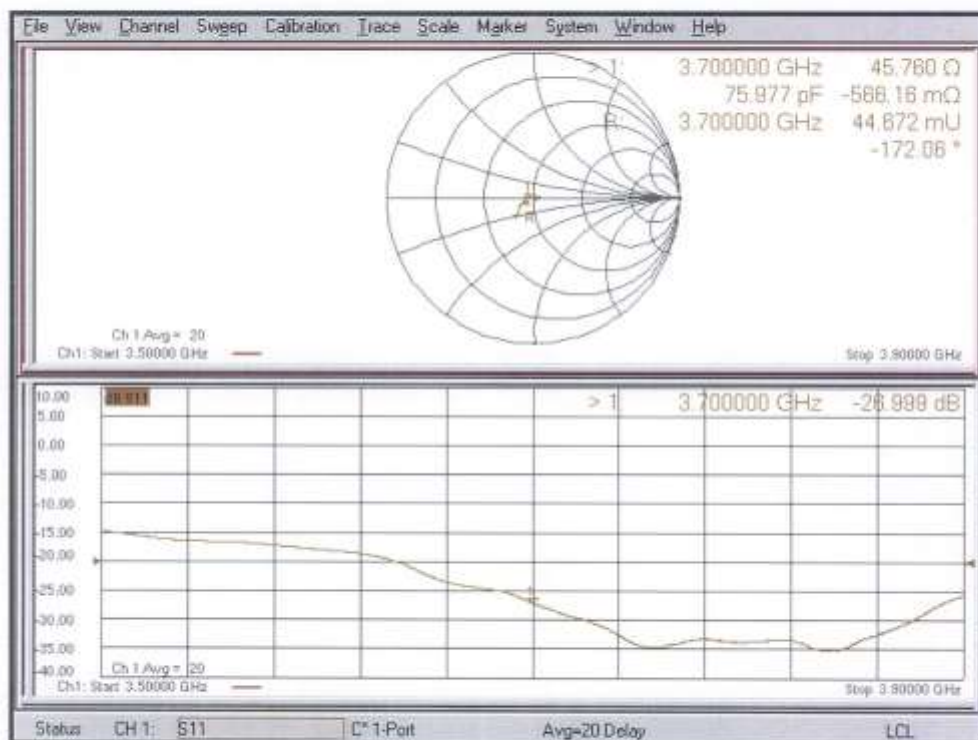 File View Channel Sweep Calibration Trace Scale Marker System Window Help
> 1: 3.700000 GHz 45.760 Ω
75.977 pF -566.16 mΩ
R: 3.700000 GHz 44.672 mU
-172.06 °
Ch 1 Avg = 20
Ch1: Start 3.50000 GHz
Stop 3.90000 GHz
10.00
> 1: 3.700000 GHz -26.999 dB
5.00
0.00
-5.00
-10.00
-15.00
-20.00
-25.00
1
-30.00
-35.00
-40.00
Ch 1 Avg = 20
Ch1: Start 3.50000 GHz
Stop 3.90000 GHz
Status CH 1: S11 C* 1-Port Avg=20 Delay LCL